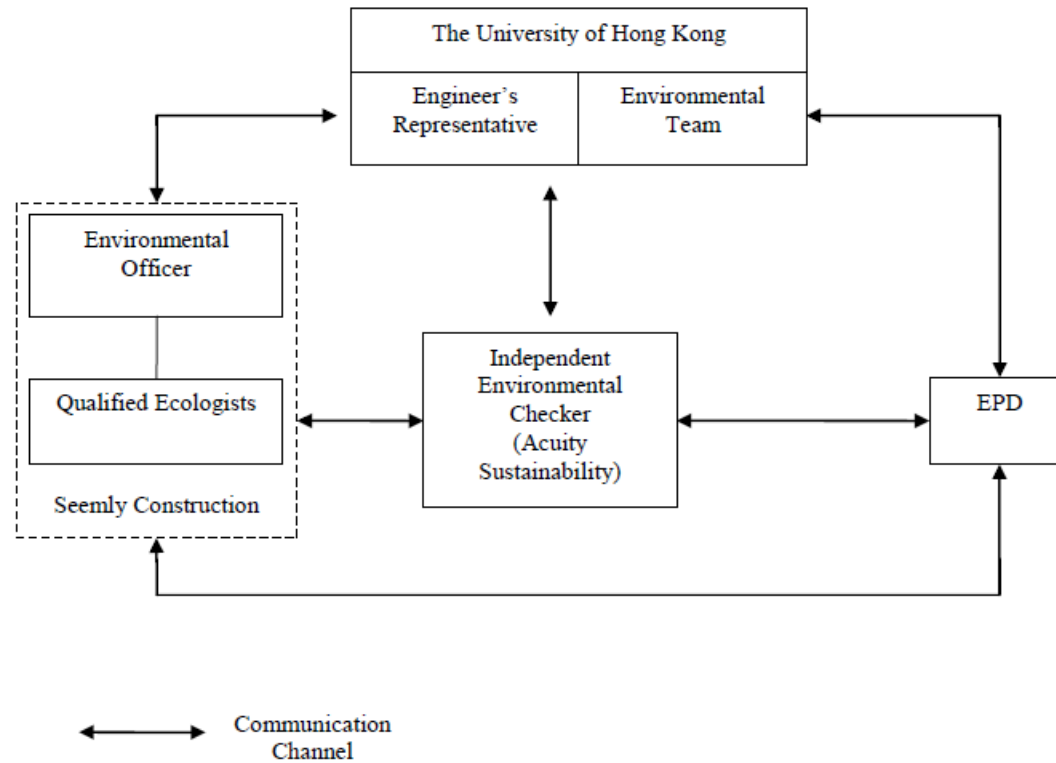 The University of Hong Kong
Engineer's
Representative
Environmental
Team
Environmental
Officer
Qualified Ecologists
Seemly Construction
Independent
Environmental
Checker
(Acuity
Sustainability)
EPD
Communication
Channel